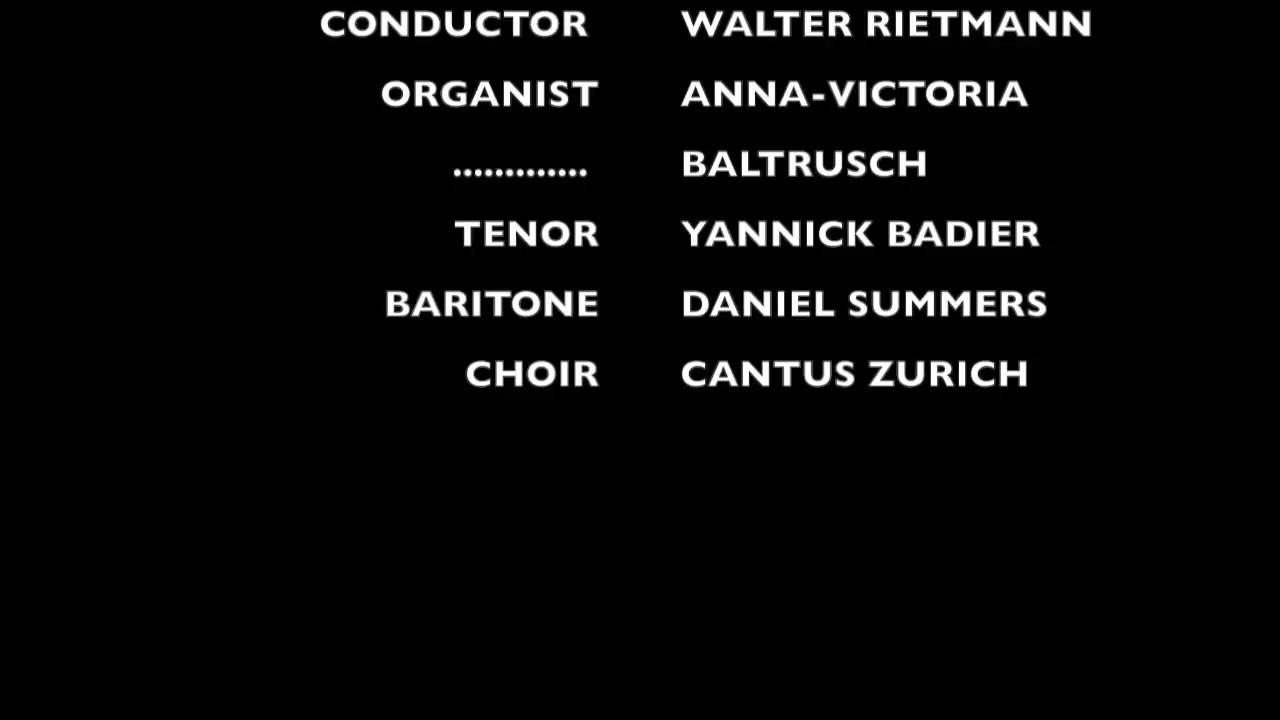 CONDUCTOR WALTER RIETMANN
ORGANIST ANNA-VICTORIA
............. BALTRUSCH
TENOR YANNICK BADIER
BARITONE DANIEL SUMMERS
CHOIR CANTUS ZURICH